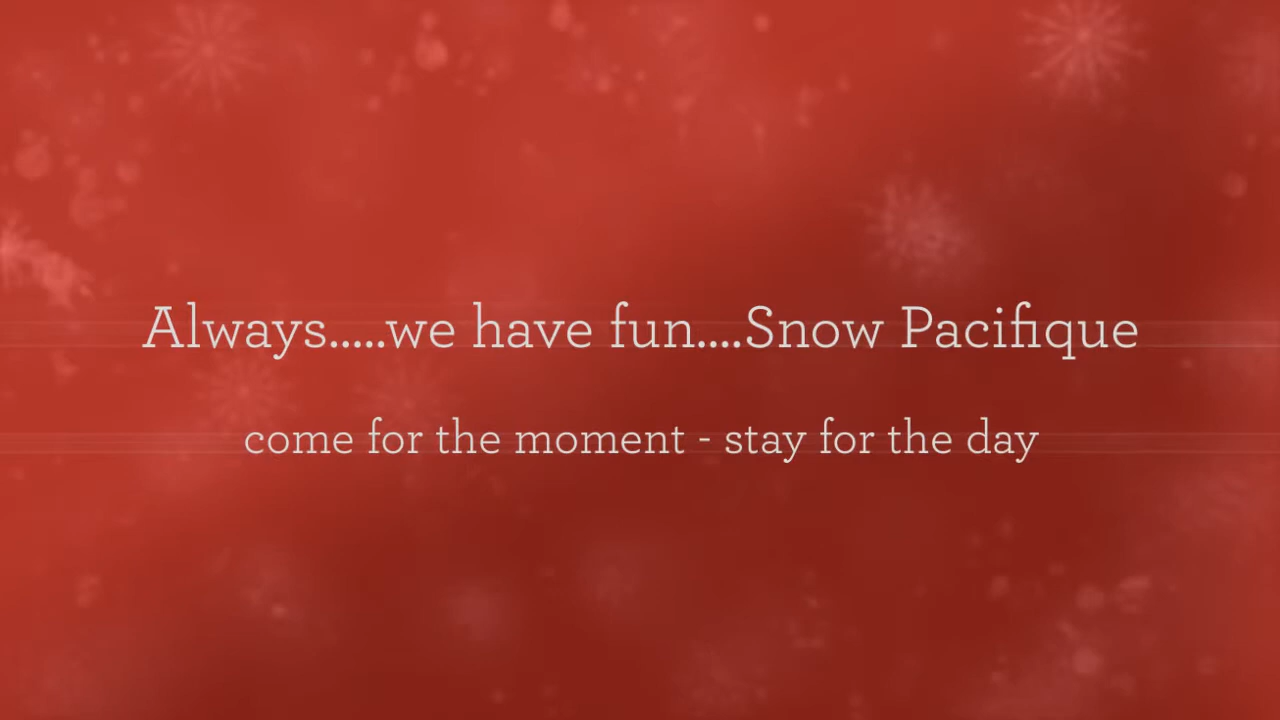 Always.....we have fun....Snow Pacifique
come for the moment - stay for the day